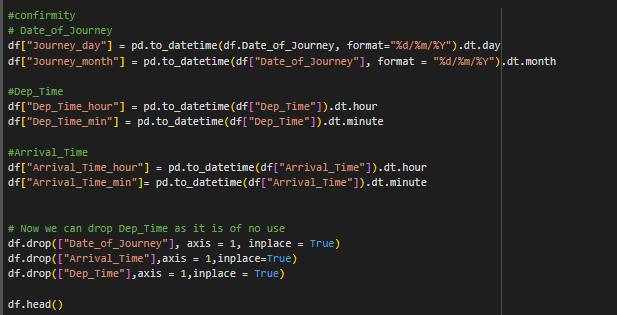 #confirmity
# Date_of_Journey
df["Journey_day"] = pd.to_datetime(df.Date_of_Journey, format="%d/%m/%Y").dt.day
df["Journey_month"] = pd.to_datetime(df["Date_of_Journey"], format = "%d/%m/%Y").dt.month
#Dep_Time
df["Dep_Time_hour"] = pd.to_datetime(df["Dep_Time"]).dt.hour
df["Dep_Time_min"] = pd.to_datetime(df["Dep_Time"]).dt.minute
#Arrival_Time
df["Arrival_Time_hour"] = pd.to_datetime(df["Arrival_Time"]).dt.hour
df["Arrival_Time_min"]= pd.to_datetime(df["Arrival_Time"]).dt.minute
# Now we can drop Dep_Time as it is of no use
df.drop(["Date_of_Journey"], axis = 1, inplace = True)
df.drop(["Arrival_Time"],axis = 1,inplace=True)
df.drop(["Dep_Time"],axis = 1,inplace = True)
df.head()